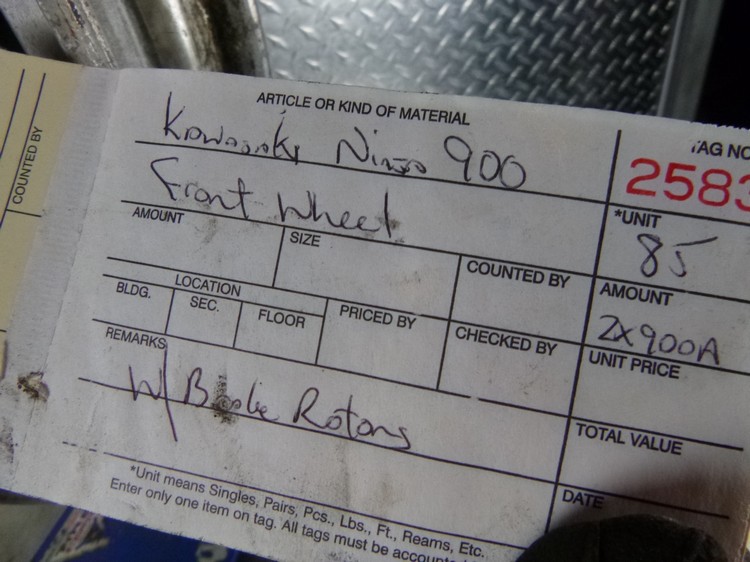 COUNTED BY
ARTICLE OR KIND OF MATERIAL
Kawasaki Ninja 900
TAG NO
2583
Front Wheel
*UNIT
85
AMOUNT
SIZE
COUNTED BY
AMOUNT
ZX900A
LOCATION
BLDG.
SEC.
FLOOR
PRICED BY
CHECKED BY
UNIT PRICE
REMARKS
W/ Brake Rotors
TOTAL VALUE
*Unit means Singles, Pairs, Pcs., Lbs., Ft., Reams, Etc.
Enter only one item on tag. All tags must be accounte
DATE